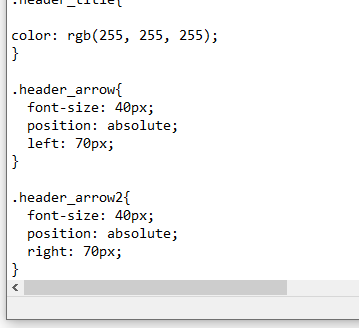 .header_title{
color: rgb(255, 255, 255);
}
.header_arrow{
font-size: 40px;
position: absolute;
left: 70px;
}
.header_arrow2{
font-size: 40px;
position: absolute;
right: 70px;
}